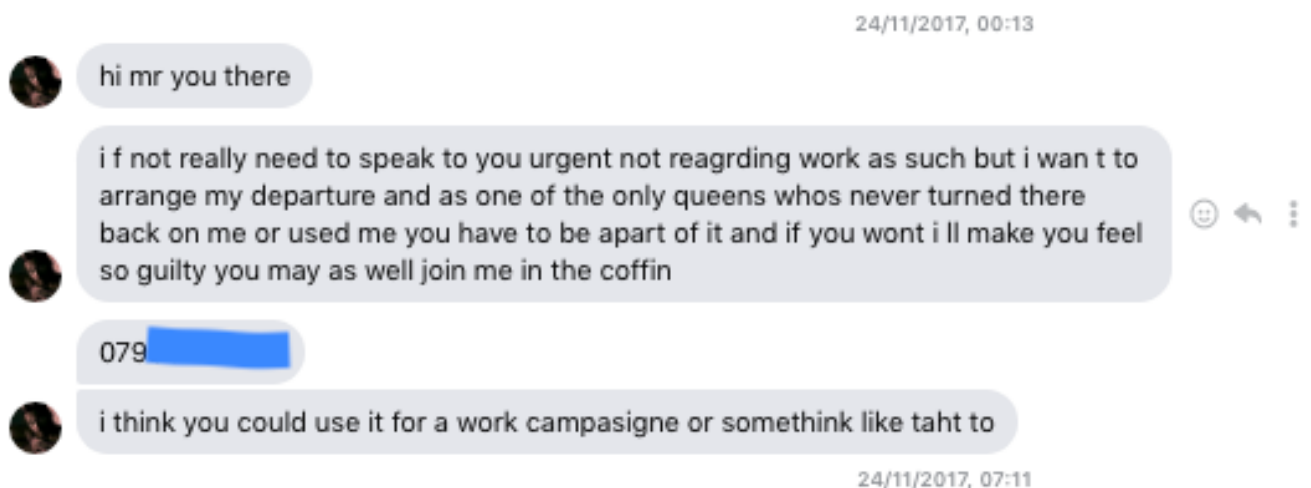 24/11/2017, 00:13
hi mr you there
i f not really need to speak to you urgent not reagrding work as such but i wan t to
arrange my departure and as one of the only queens whos never turned there
back on me or used me you have to be apart of it and if you wont i ll make you feel
so guilty you may as well join me in the coffin
079
i think you could use it for a work campasigne or somethink like taht to
24/11/2017, 07:11